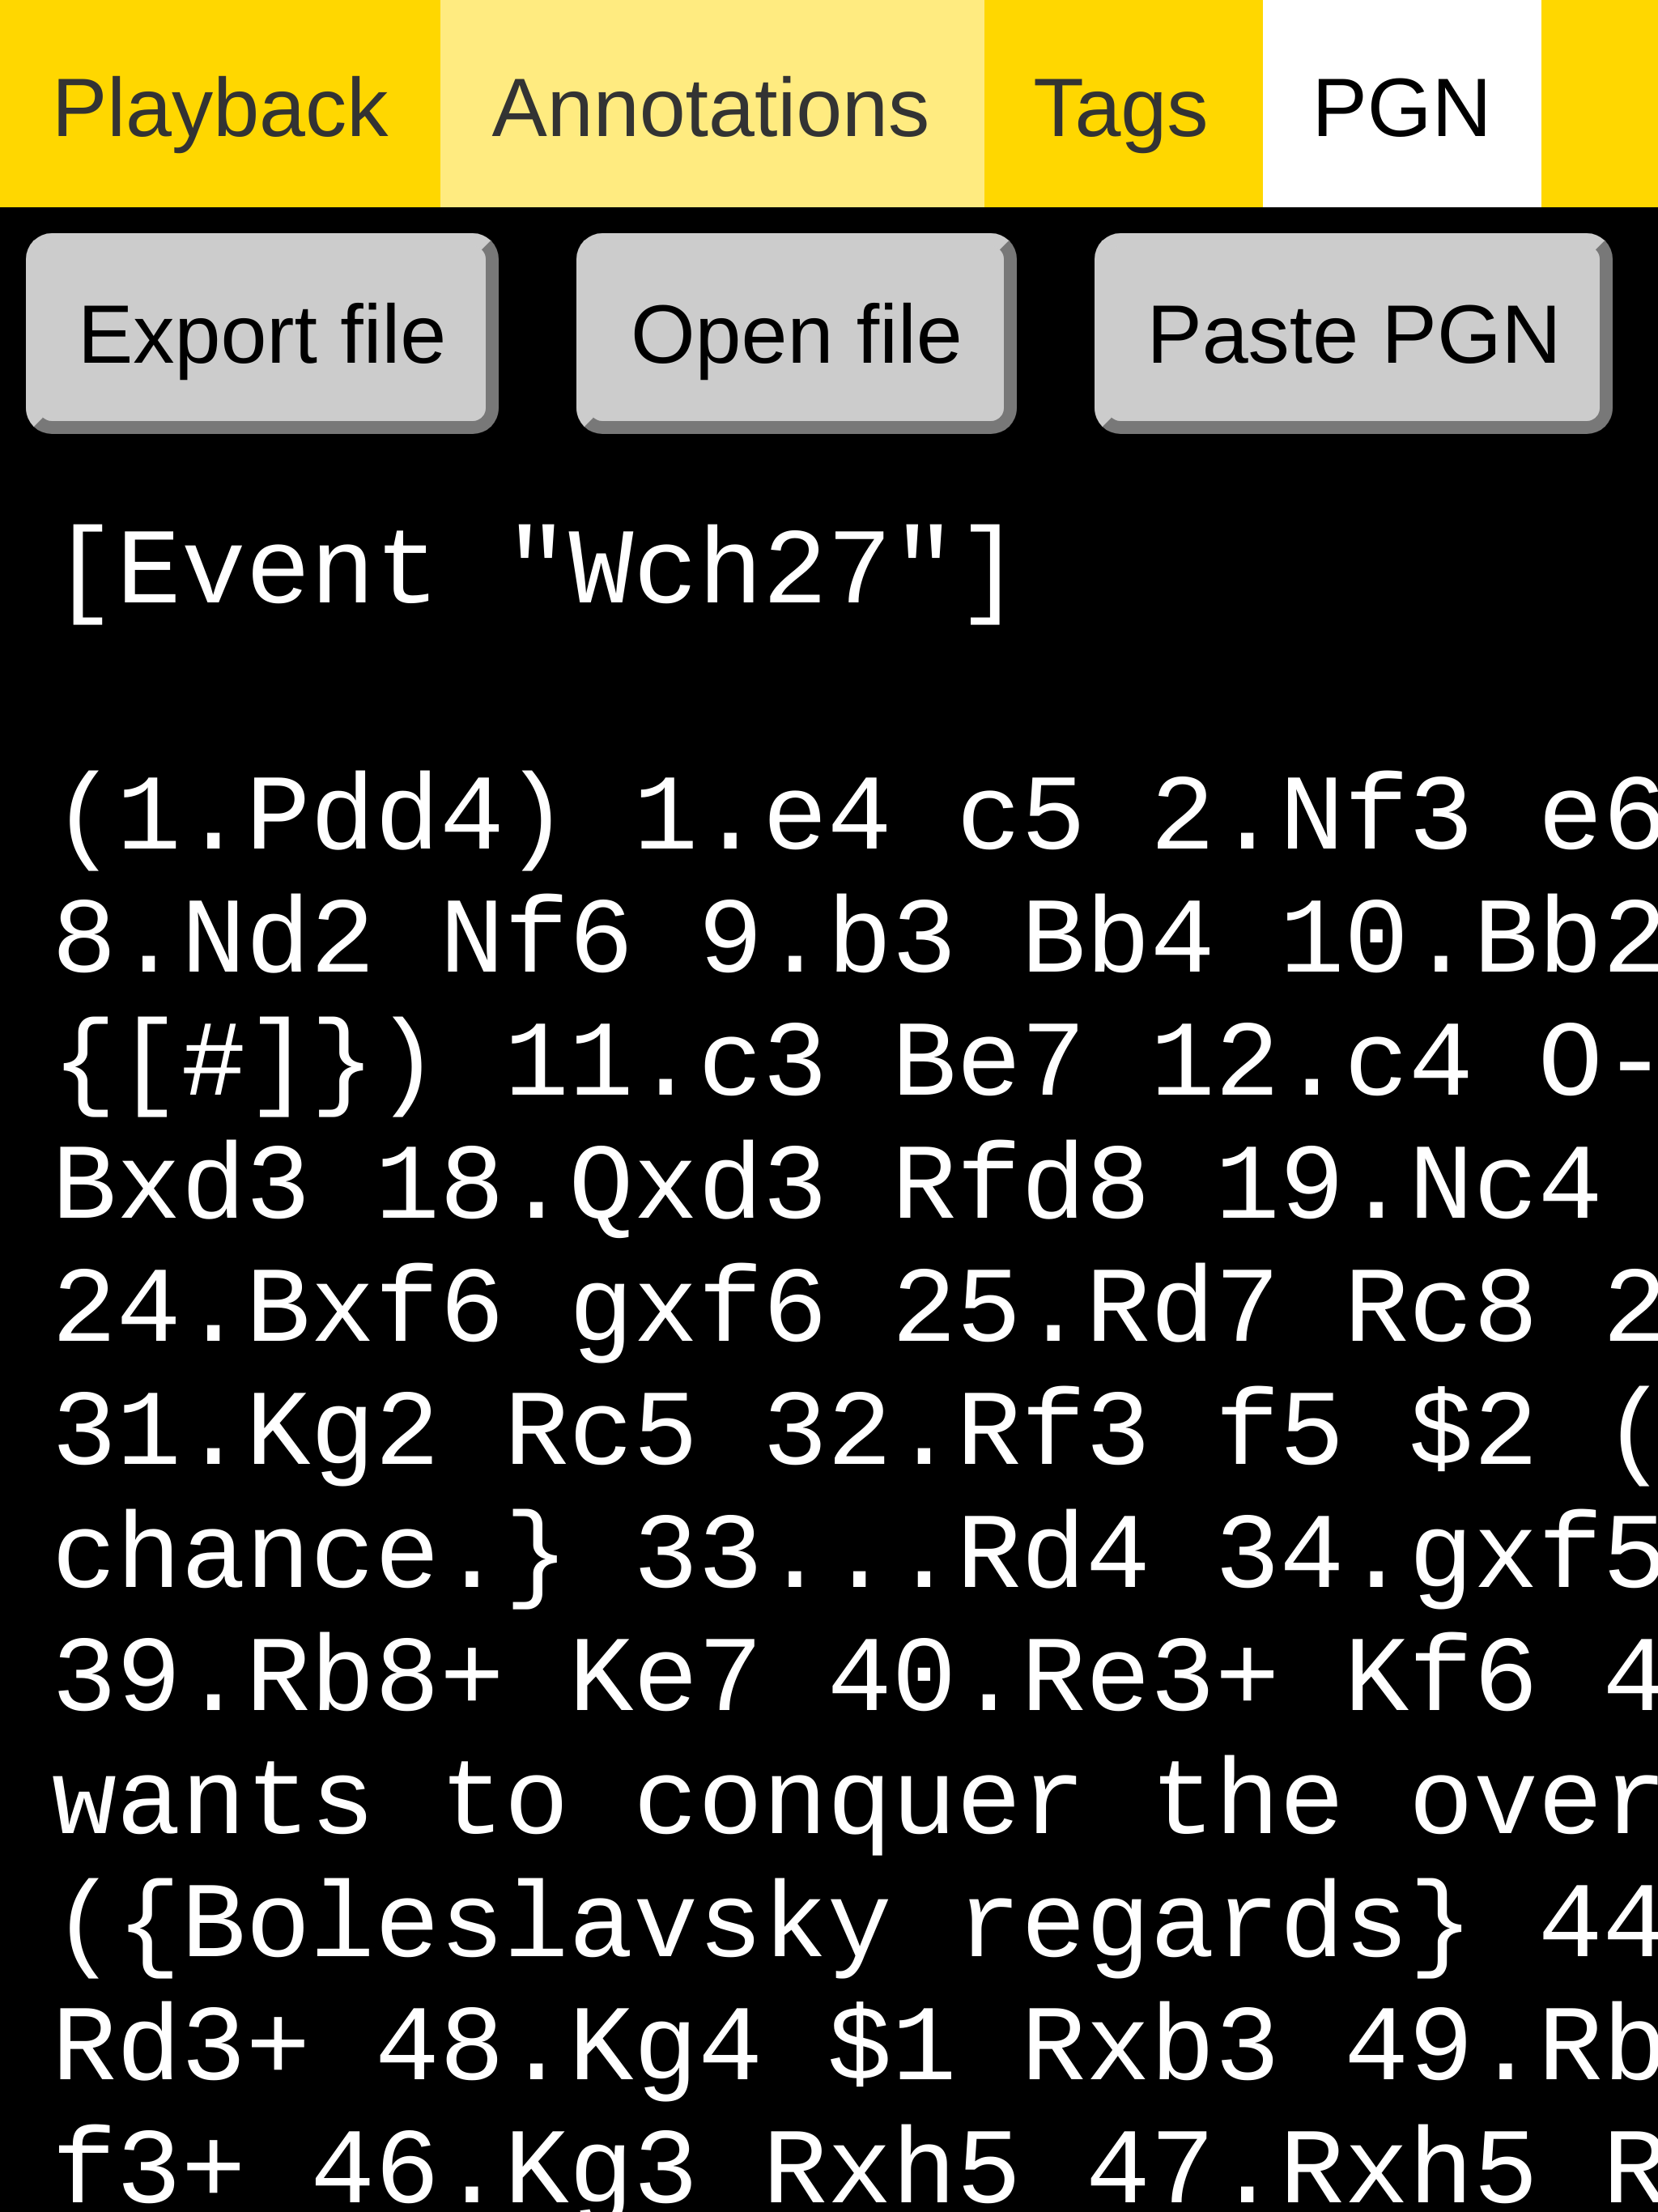 Playback Annotations Tags PGN
Export file Open file Paste PGN
[Event "Wch27"]
(1.Pdd4) 1.e4 c5 2.Nf3 e6
8.Nd2 Nf6 9.b3 Bb4 10.Bb2
{[#]}) 11.c3 Be7 12.c4 O-
Bxd3 18.Qxd3 Rfd8 19.Nc4
24.Bxf6 gxf6 25.Rd7 Rc8 2
31.Kg2 Rc5 32.Rf3 f5 $2 (
chance.} 33...Rd4 34.gxf5
39.Rb8+ Ke7 40.Re3+ Kf6 4
wants to conquer the over
({Boleslavsky regards} 44
Rd3+ 48.Kg4 $1 Rxb3 49.Rb
f3+ 46.Kg3 Rxh5 47.Rxh5 R